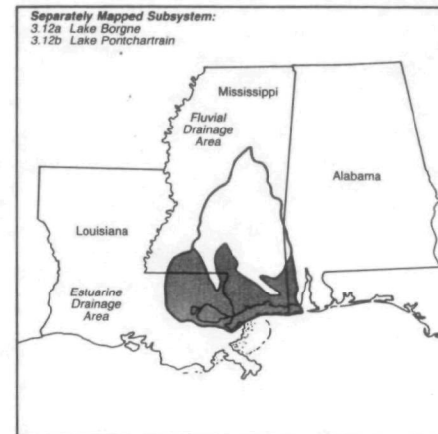 Separately Mapped Subsystem:
3.12a Lake Borgne
3.12b Lake Pontchartrain
Mississippi
Fluvial
Drainage
Area
Alabama
Louisiana
Estuarine
Drainage
Area